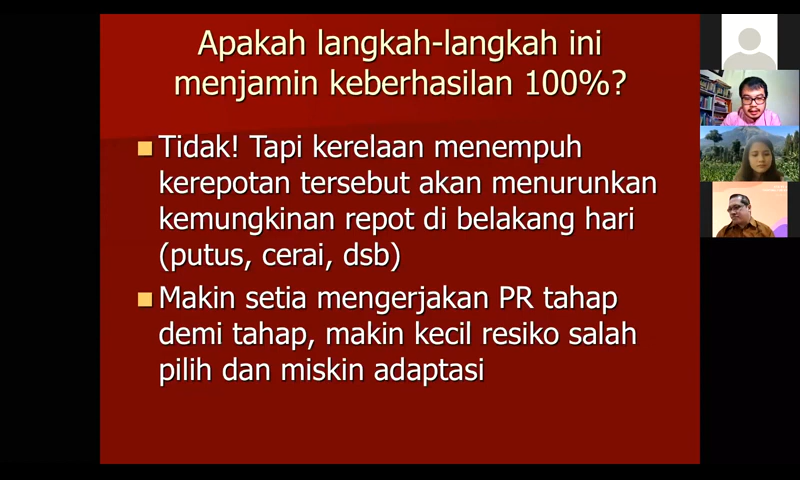 Apakah langkah-langkah ini
menjamin keberhasilan 100%?
Tidak! Tapi kerelaan menempuh
kerepotan tersebut akan menurunkan
kemungkinan repot di belakang hari
(putus, cerai, dsb)
Makin setia mengerjakan PR tahap
demi tahap, makin kecil resiko salah
pilih dan miskin adaptasi